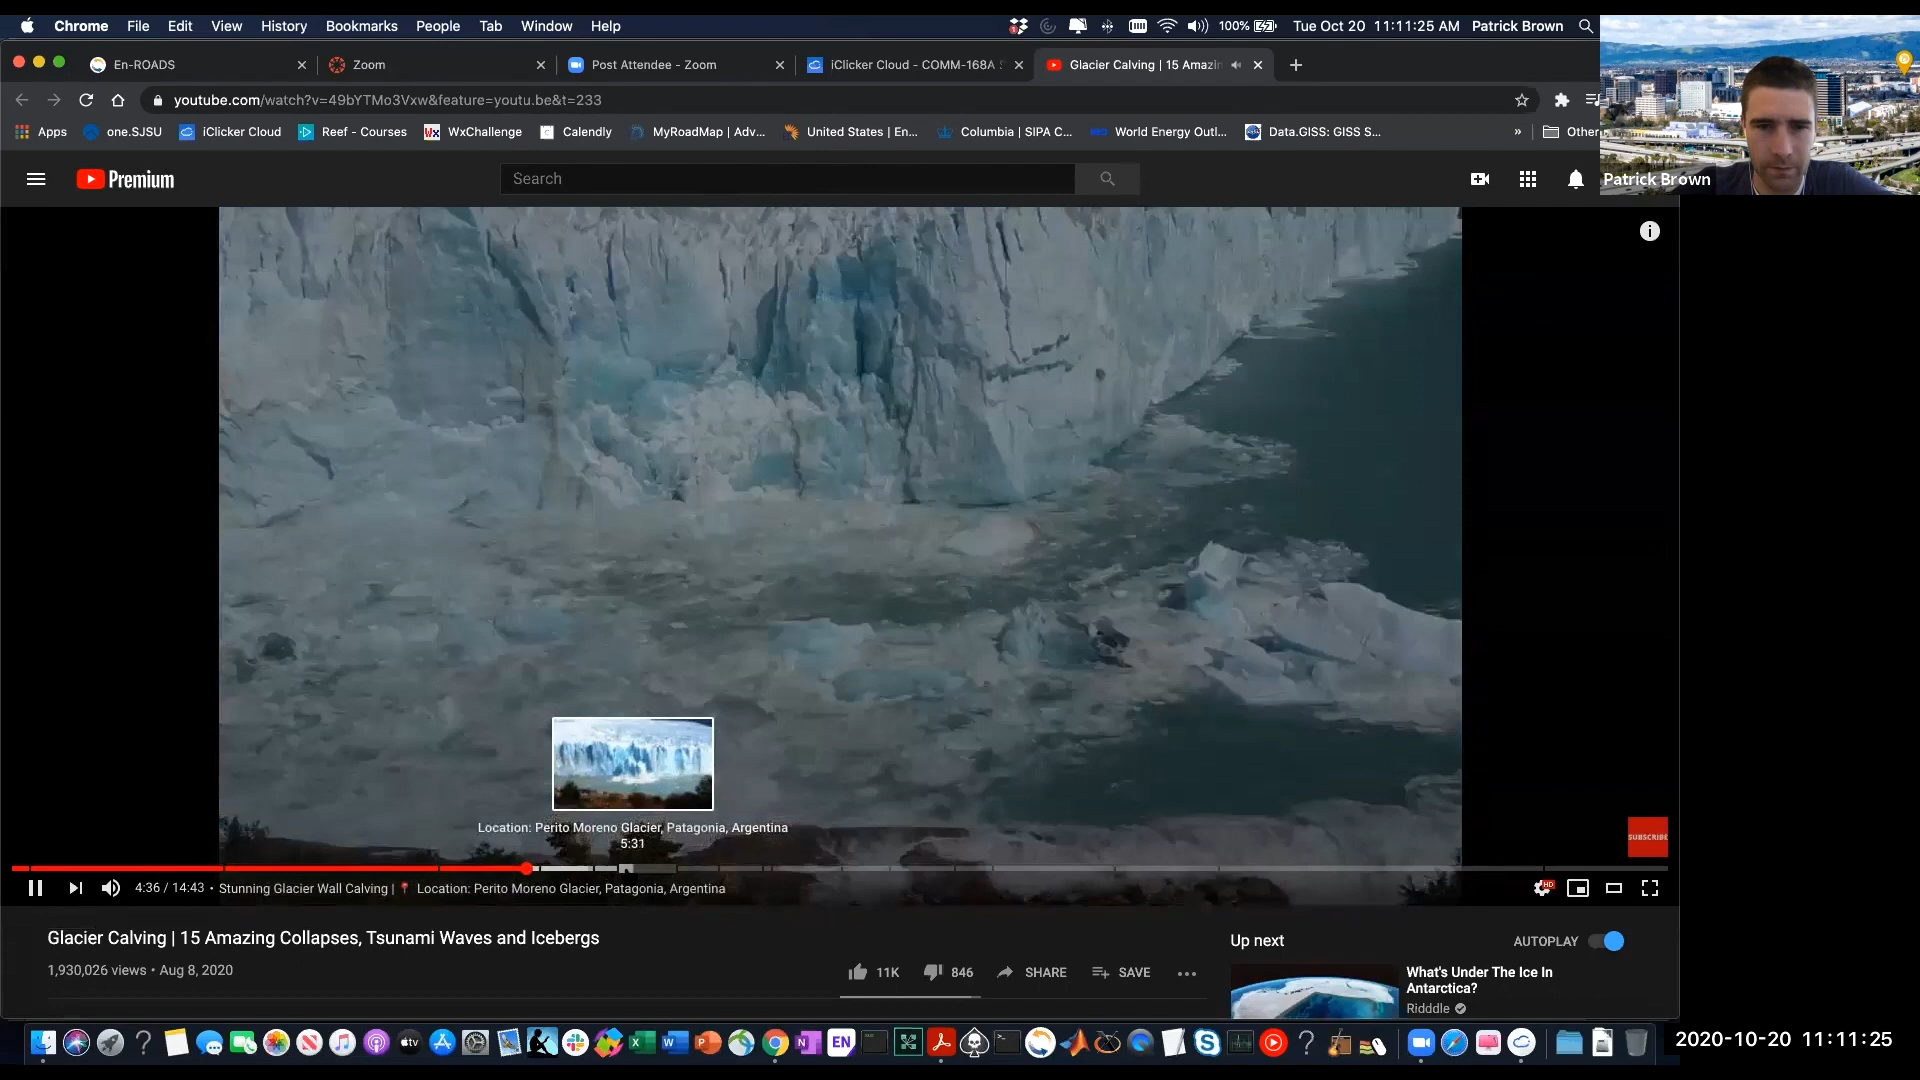 Chrome File Edit View History Bookmarks People Tab Window Help 100% Tue Oct 20 11:11:25 AM Patrick Brown
En-ROADS Zoom Post Attendee - Zoom iClicker Cloud - COMM-168A S Glacier Calving | 15 Amazin
youtube.com/watch?v=49bYTMo3Vxw&feature=youtu.be&t=233
Apps one.SJSU iClicker Cloud Reef - Courses WxChallenge Calendly MyRoadMap | Adv... United States | En... Columbia | SIPA C... World Energy Outl... Data.GISS: GISS S... » Other
Premium Search
Patrick Brown
SUBSCRIBE
Location: Perito Moreno Glacier, Patagonia, Argentina
5:31
4:36 / 14:43 • Stunning Glacier Wall Calving | Location: Perito Moreno Glacier, Patagonia, Argentina
HD
Glacier Calving | 15 Amazing Collapses, Tsunami Waves and Icebergs
1,930,026 views • Aug 8, 2020
11K 846 SHARE SAVE
Up next AUTOPLAY
What's Under The Ice In
Antarctica?
Ridddle
tv EN
2020-10-20 11:11:25